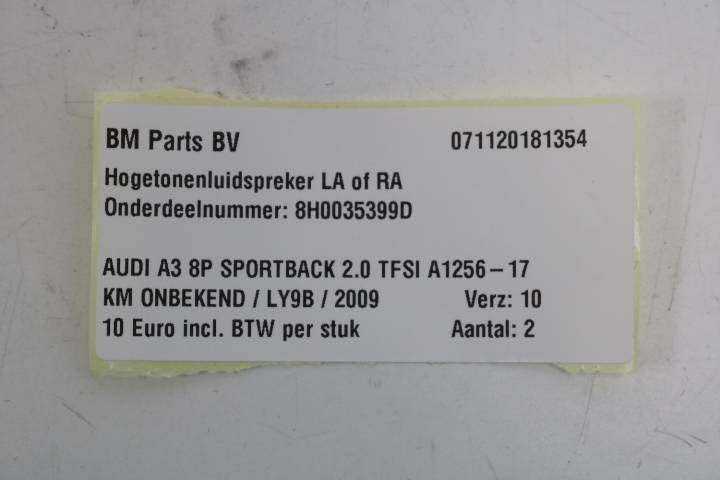 BM Parts BV 071120181354
Hogetonenluidspreker LA of RA
Onderdeelnummer: 8H0035399D
AUDI A3 8P SPORTBACK 2.0 TFSI A1256-17
KM ONBEKEND / LY9B / 2009 Verz: 10
10 Euro incl. BTW per stuk Aantal: 2